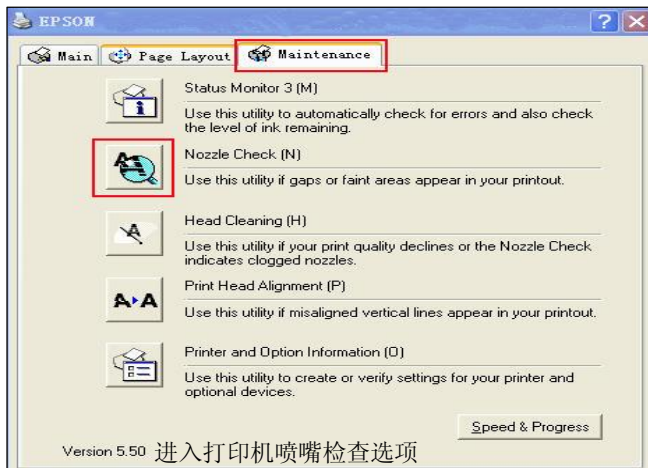 EPSON
Main
Page Layout
Maintenance
Status Monitor 3 (M)
Use this utility to automatically check for errors and also check
the level of ink remaining.
Nozzle Check (N)
Use this utility if gaps or faint areas appear in your printout.
Head Cleaning (H)
Use this utility if your print quality declines or the Nozzle Check
indicates clogged nozzles.
Print Head Alignment (P)
Use this utility if misaligned vertical lines appear in your printout.
Printer and Option Information (O)
Use this utility to create or verify settings for your printer and
optional devices.
Speed & Progress
Version 5.50 进入打印机喷嘴检查选项